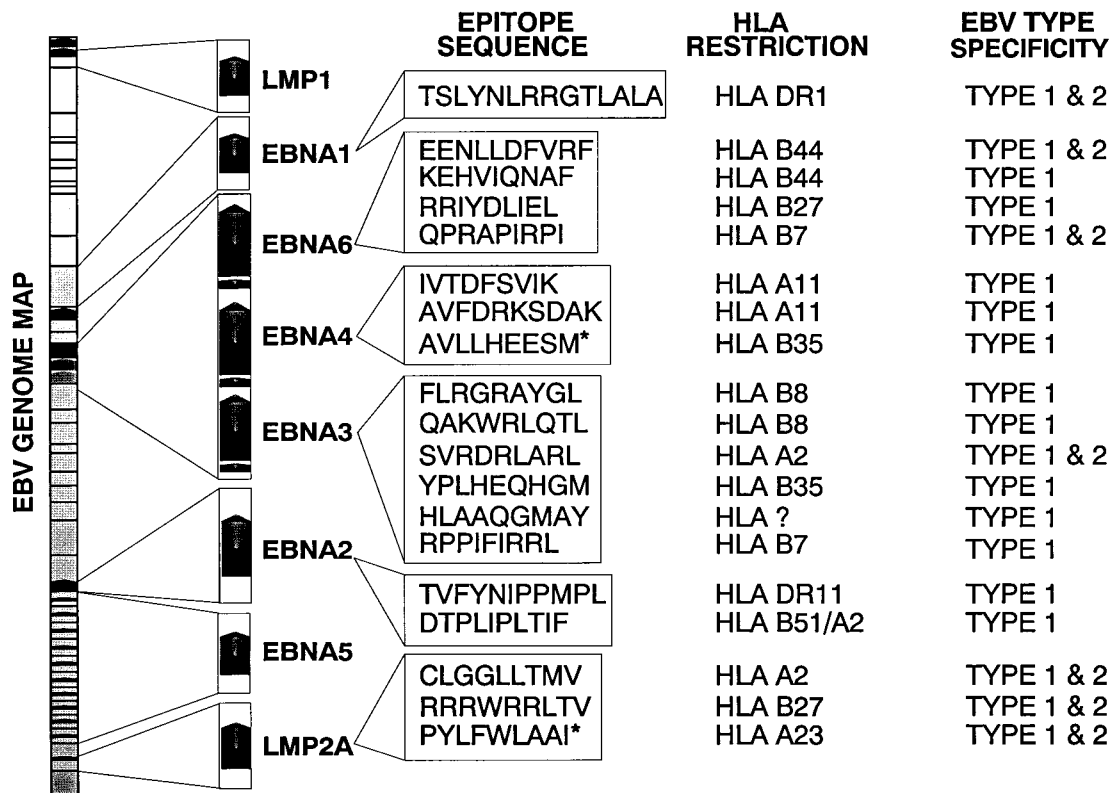 EPITOPE SEQUENCE
HLA RESTRICTION
EBV TYPE SPECIFICITY
EBV GENOME MAP
LMP1
EBNA1
TSLYNLRRGTLALA HLA DR1 TYPE 1 & 2
EBNA6
EENLLDFVRF HLA B44 TYPE 1 & 2
KEHVIQNAF HLA B44 TYPE 1
RRIYDLIEL HLA B27 TYPE 1
QPRAPIRPI HLA B7 TYPE 1 & 2
EBNA4
IVTDFSVIK HLA A11 TYPE 1
AVFDRKSDAK HLA A11 TYPE 1
AVLLHEESM* HLA B35 TYPE 1
EBNA3
FLRGRAYGL HLA B8 TYPE 1
QAKWRLQTL HLA B8 TYPE 1
SVRDRLARL HLA A2 TYPE 1 & 2
YPLHEQHGM HLA B35 TYPE 1
HLAAQGMAY HLA ? TYPE 1
RPPIFIRRL HLA B7 TYPE 1
EBNA2
TVFYNIPPMPL HLA DR11 TYPE 1
DTPLIPLTIF HLA B51/A2 TYPE 1
EBNA5
LMP2A
CLGGLLTMV HLA A2 TYPE 1 & 2
RRRWRRLTV HLA B27 TYPE 1 & 2
PYLFWLAAI* HLA A23 TYPE 1 & 2